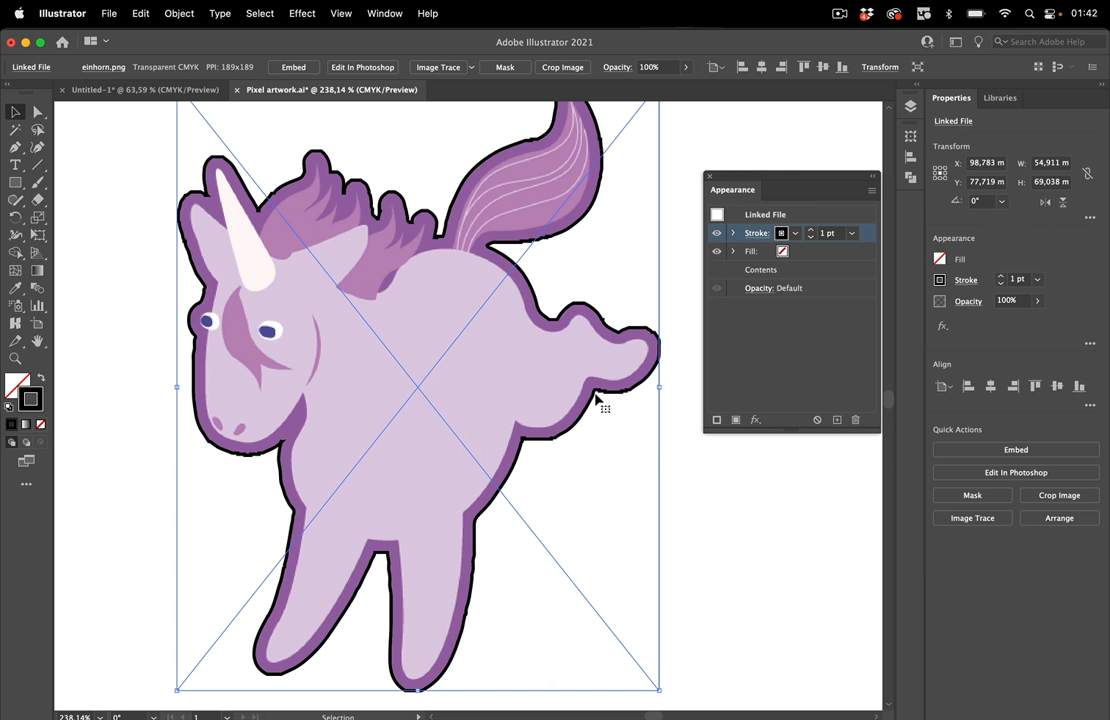 Illustrator File Edit Object Type Select Effect View Window Help 4 01:42
Adobe Illustrator 2021 Search Adobe Help
Linked File einhorn.png Transparent CMYK PPI: 189x189 Embed Edit In Photoshop Image Trace Mask Crop Image Opacity: 100% Transform
Untitled-1* @ 63,59 % (CMYK/Preview) Pixel artwork.ai* @ 238,14 % (CMYK/Preview)
Properties Libraries
Linked File
Transform
X: 98,783 m W: 54,911 m
Y: 77,719 m H: 69,038 m
0°
Appearance
Fill
Stroke 1 pt
Opacity 100%
fx
Align
Quick Actions
Embed
Edit In Photoshop
Mask Crop Image
Image Trace Arrange
Appearance
Linked File
Stroke: 1 pt
Fill:
Contents
Opacity: Default
fx
238,14% 0° 1 Selection